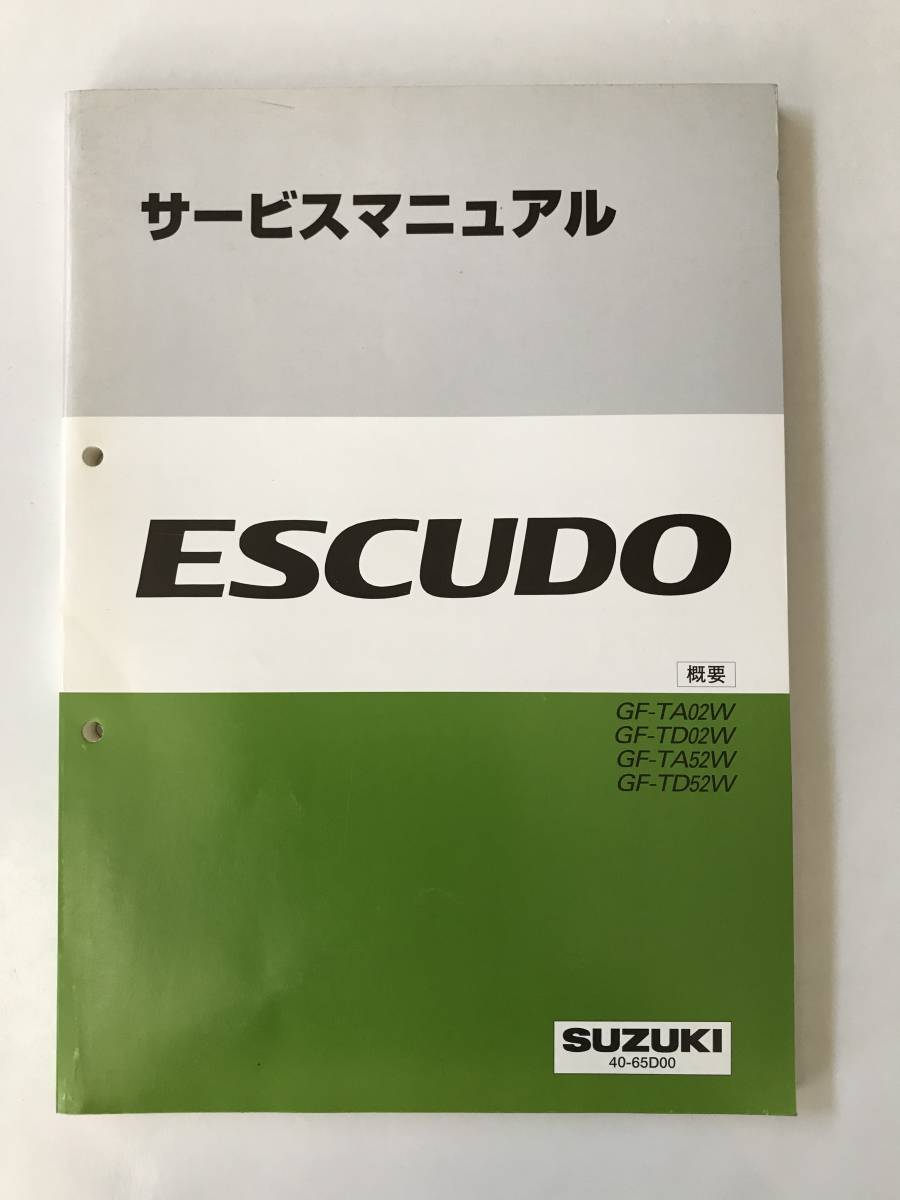 サービスマニュアル
ESCUDO
概要
GF-TA02W
GF-TD02W
GF-TA52W
GF-TD52W
SUZUKI
40-65D00